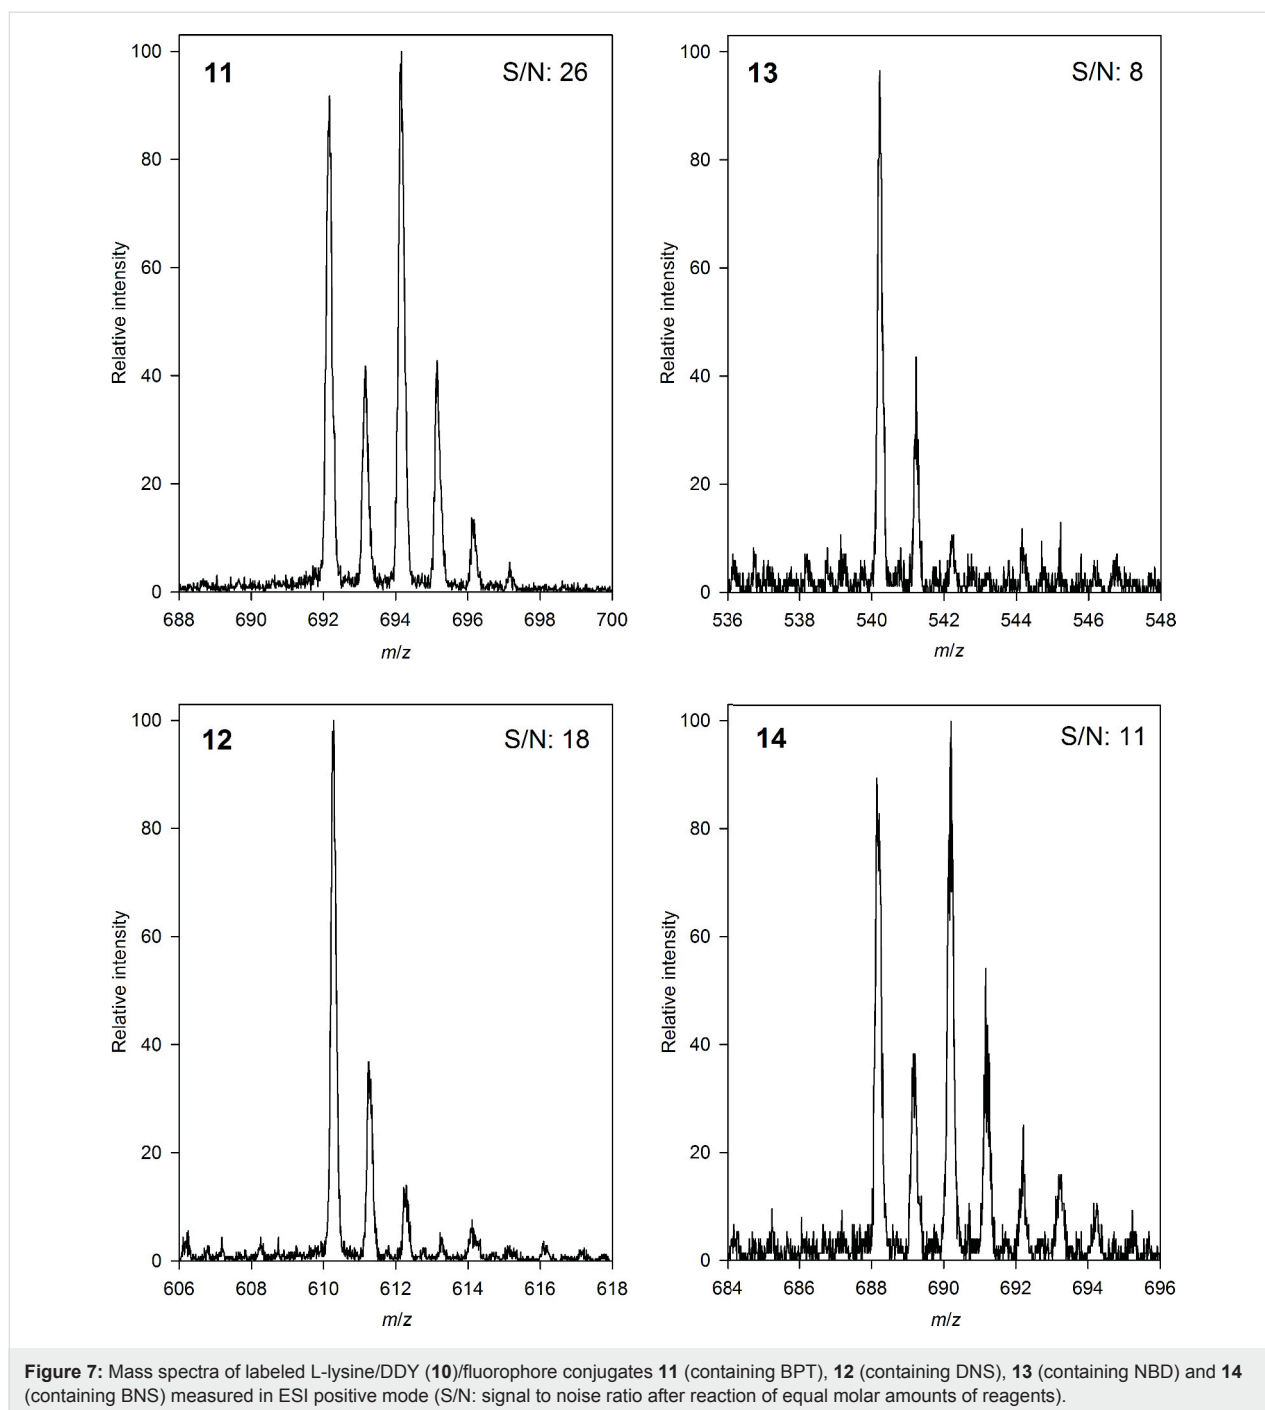 11
S/N: 26
Relative intensity
100
80
60
40
20
0
688 690 692 694 696 698 700
m/z
13
S/N: 8
Relative intensity
100
80
60
40
20
0
536 538 540 542 544 546 548
m/z
12
S/N: 18
Relative intensity
100
80
60
40
20
0
606 608 610 612 614 616 618
m/z
14
S/N: 11
Relative intensity
100
80
60
40
20
0
684 686 688 690 692 694 696
m/z
Figure 7: Mass spectra of labeled L-lysine/DDY (10)/fluorophore conjugates 11 (containing BPT), 12 (containing DNS), 13 (containing NBD) and 14
(containing BNS) measured in ESI positive mode (S/N: signal to noise ratio after reaction of equal molar amounts of reagents).